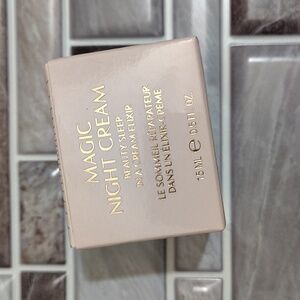 MAGIC
NIGHT CREAM
BEAUTY SLEEP
IN A CREAM ELIXIR
LE SOMMEIL RÉPARATEUR
DANS UN ÉLIXIR-CRÈME
15 ML ℮ 0.5 FL. OZ.